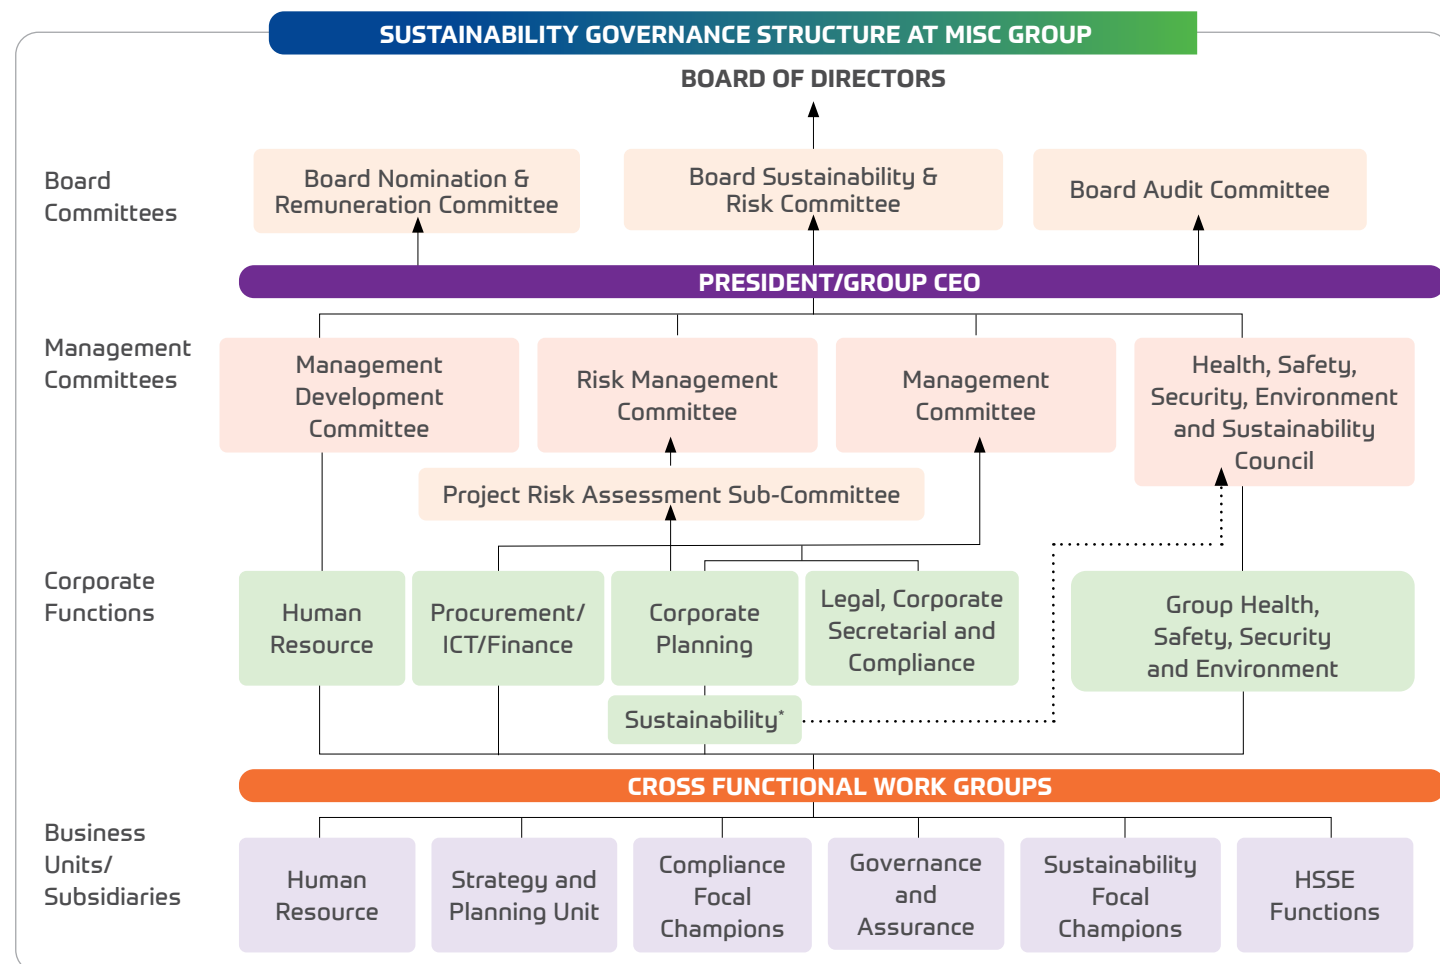 SUSTAINABILITY GOVERNANCE STRUCTURE AT MISC GROUP
BOARD OF DIRECTORS
Board
Committees
Board Nomination &
Remuneration Committee
Board Sustainability &
Risk Committee
Board Audit Committee
PRESIDENT/GROUP CEO
Management
Committees
Management
Development
Committee
Risk Management
Committee
Management
Committee
Health, Safety,
Security, Environment
and Sustainability
Council
Project Risk Assessment Sub-Committee
Corporate
Functions
Human
Resource
Procurement/
ICT/Finance
Corporate
Planning
Legal, Corporate
Secretarial and
Compliance
Group Health,
Safety, Security
and Environment
Sustainability*
CROSS FUNCTIONAL WORK GROUPS
Business
Units/
Subsidiaries
Human
Resource
Strategy and
Planning Unit
Compliance
Focal
Champions
Governance
and
Assurance
Sustainability
Focal
Champions
HSSE
Functions